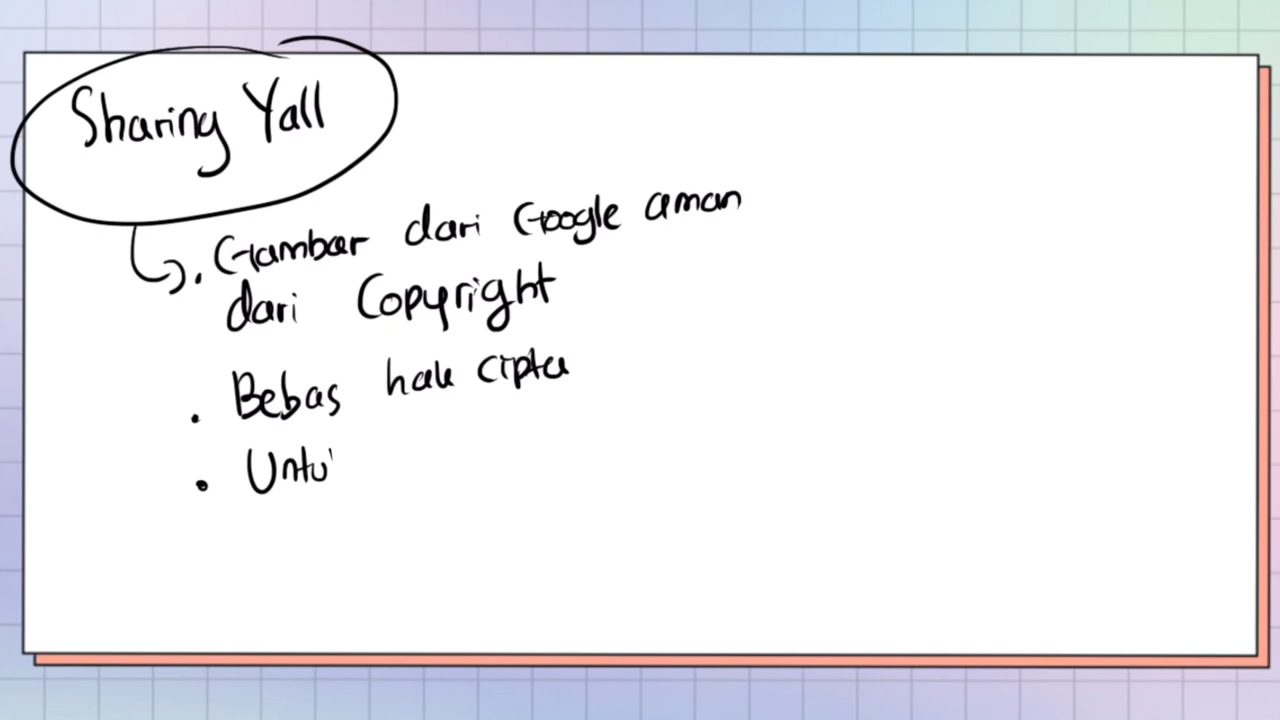 Sharing Yall
. Gambar dari Google aman
dari Copyright
. Bebas hak cipta
. Untu